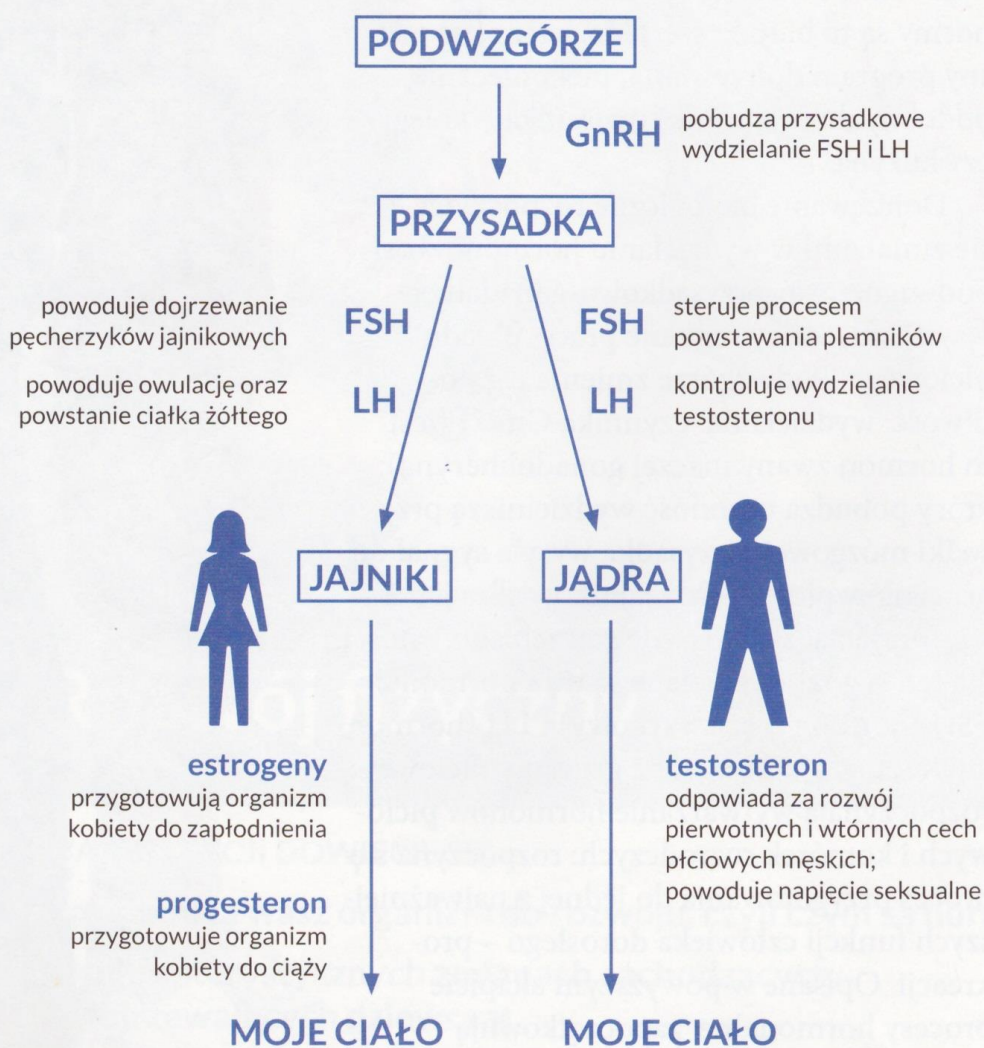 PODWZGÓRZE
GnRH
pobudza przysadkowe
wydzielanie FSH i LH
PRZYSADKA
powoduje dojrzewanie
pęcherzyków jajnikowych
FSH
powoduje owulację oraz
powstanie ciałka żółtego
LH
FSH
steruje procesem
powstawania plemników
LH
kontroluje wydzielanie
testosteronu
JAJNIKI
JĄDRA
estrogeny
przygotowują organizm
kobiety do zapłodnienia
progesteron
przygotowuje organizm
kobiety do ciąży
testosteron
odpowiada za rozwój
pierwotnych i wtórnych cech
płciowych męskich;
powoduje napięcie seksualne
MOJE CIAŁO
MOJE CIAŁO